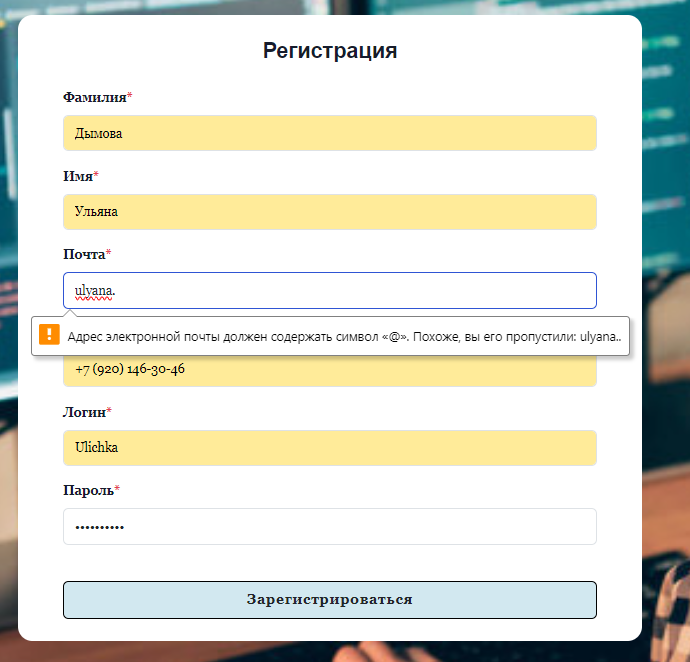 Регистрация
Фамилия*
Дымова
Имя*
Ульяна
Почта*
ulyana.
Адрес электронной почты должен содержать символ «@». Похоже, вы его пропустили: ulyana..
+7 (920) 146-30-46
Логин*
Ulichka
Пароль*
••••••••••
Зарегистрироваться